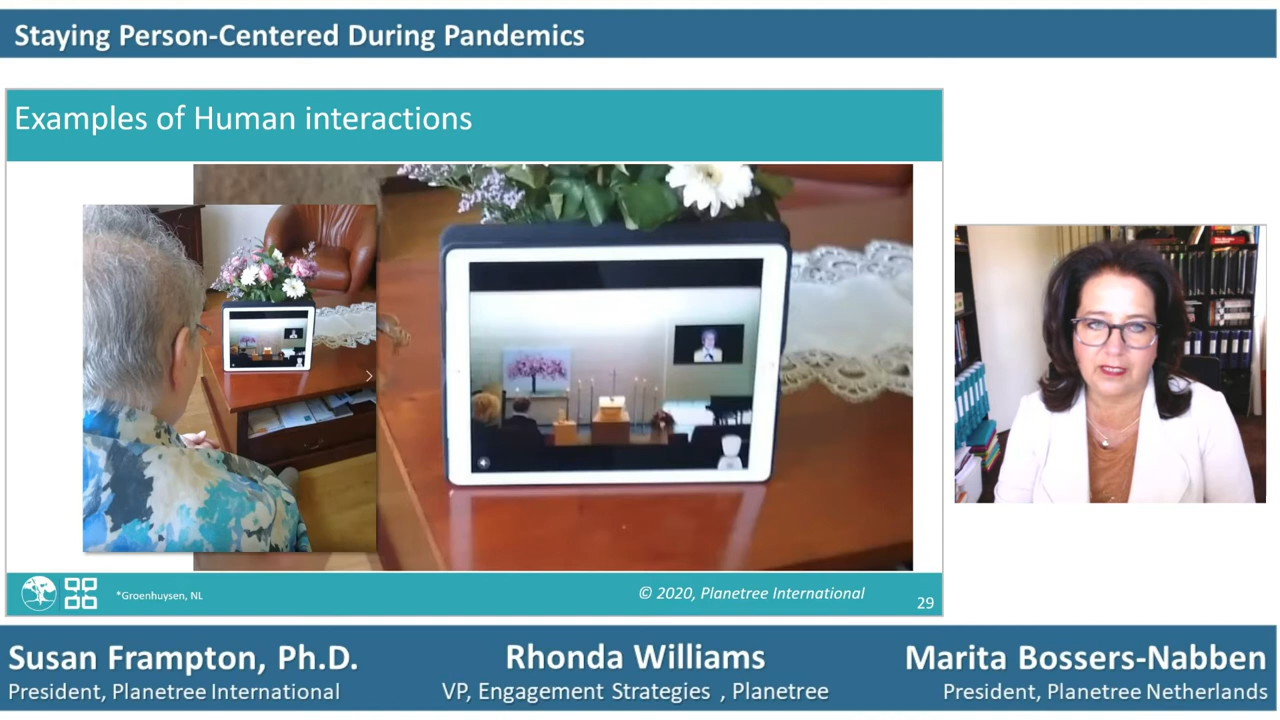 Staying Person-Centered During Pandemics
Examples of Human interactions
*Groenhuysen, NL
© 2020, Planetree International
29
Susan Frampton, Ph.D.
President, Planetree International
Rhonda Williams
VP, Engagement Strategies , Planetree
Marita Bossers-Nabben
President, Planetree Netherlands